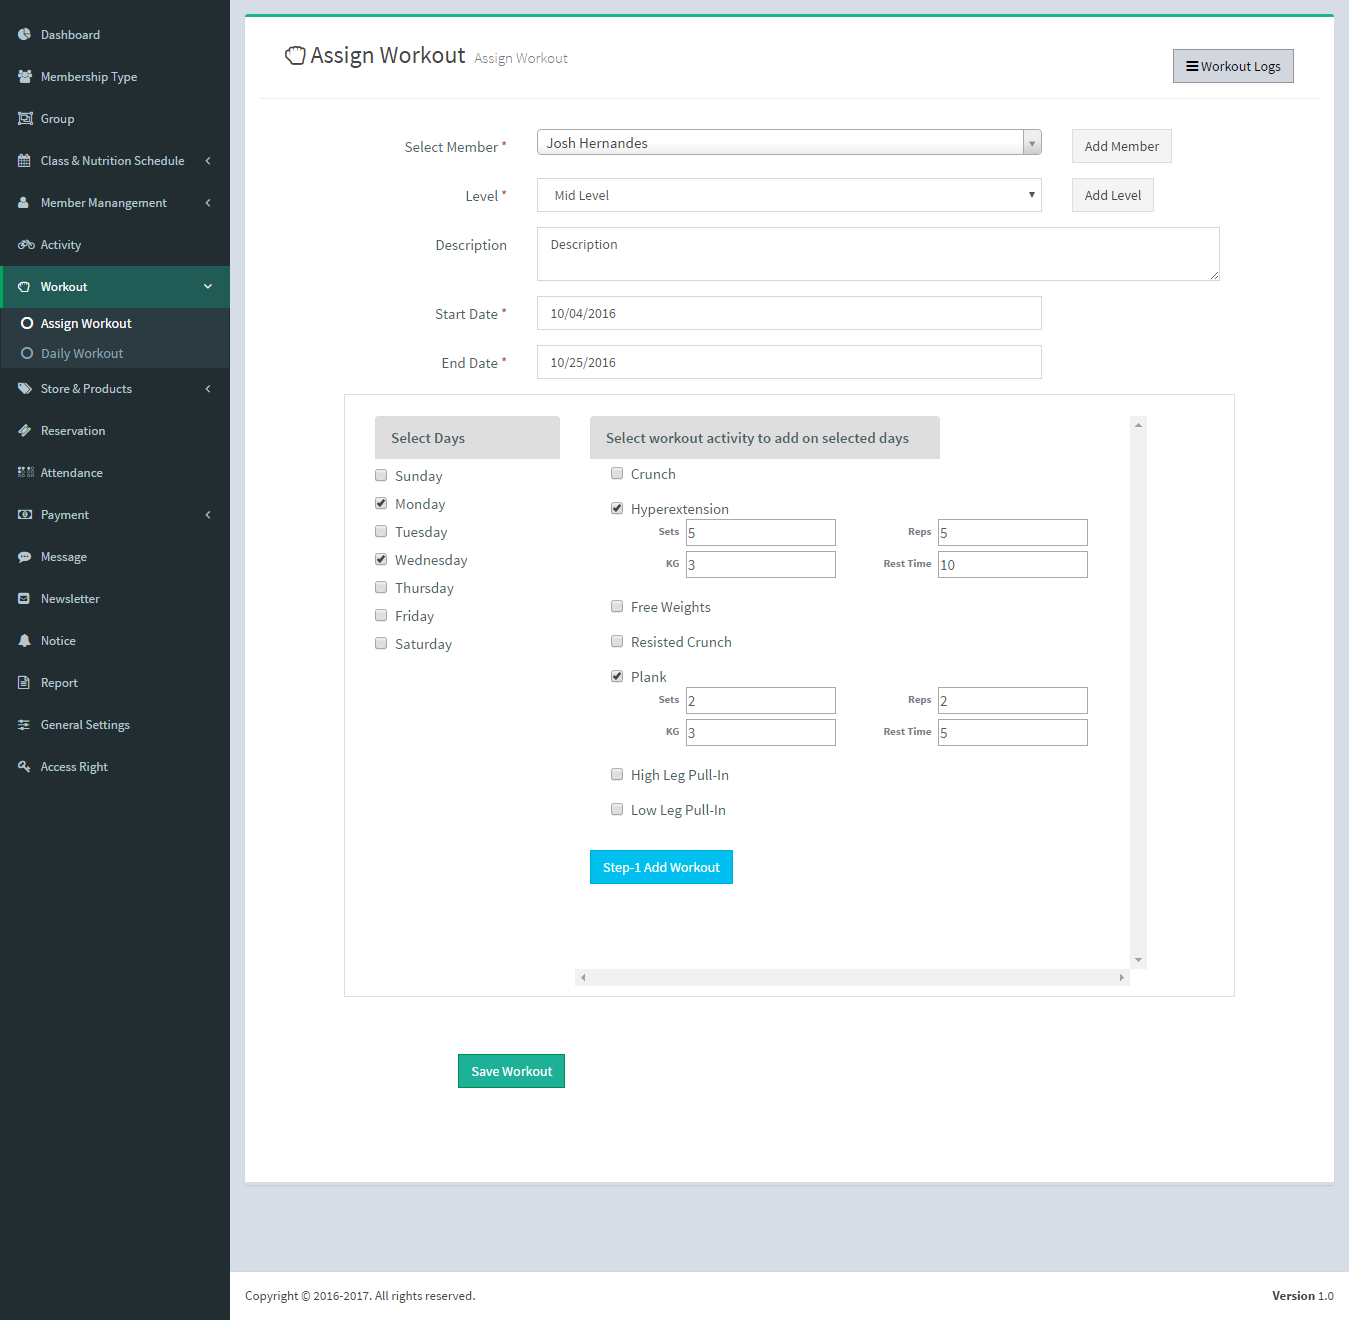 Dashboard
Membership Type
Group
Class & Nutrition Schedule
Member Manangement
Activity
Workout
Assign Workout
Daily Workout
Store & Products
Reservation
Attendance
Payment
Message
Newsletter
Notice
Report
General Settings
Access Right
Assign Workout Assign Workout
Workout Logs
Select Member * Josh Hernandes Add Member
Level * Mid Level Add Level
Description Description
Start Date * 10/04/2016
End Date * 10/25/2016
Select Days
Sunday
Monday
Tuesday
Wednesday
Thursday
Friday
Saturday
Select workout activity to add on selected days
Crunch
Hyperextension
Sets 5 Reps 5
KG 3 Rest Time 10
Free Weights
Resisted Crunch
Plank
Sets 2 Reps 2
KG 3 Rest Time 5
High Leg Pull-In
Low Leg Pull-In
Step-1 Add Workout
Save Workout
Copyright © 2016-2017. All rights reserved. Version 1.0